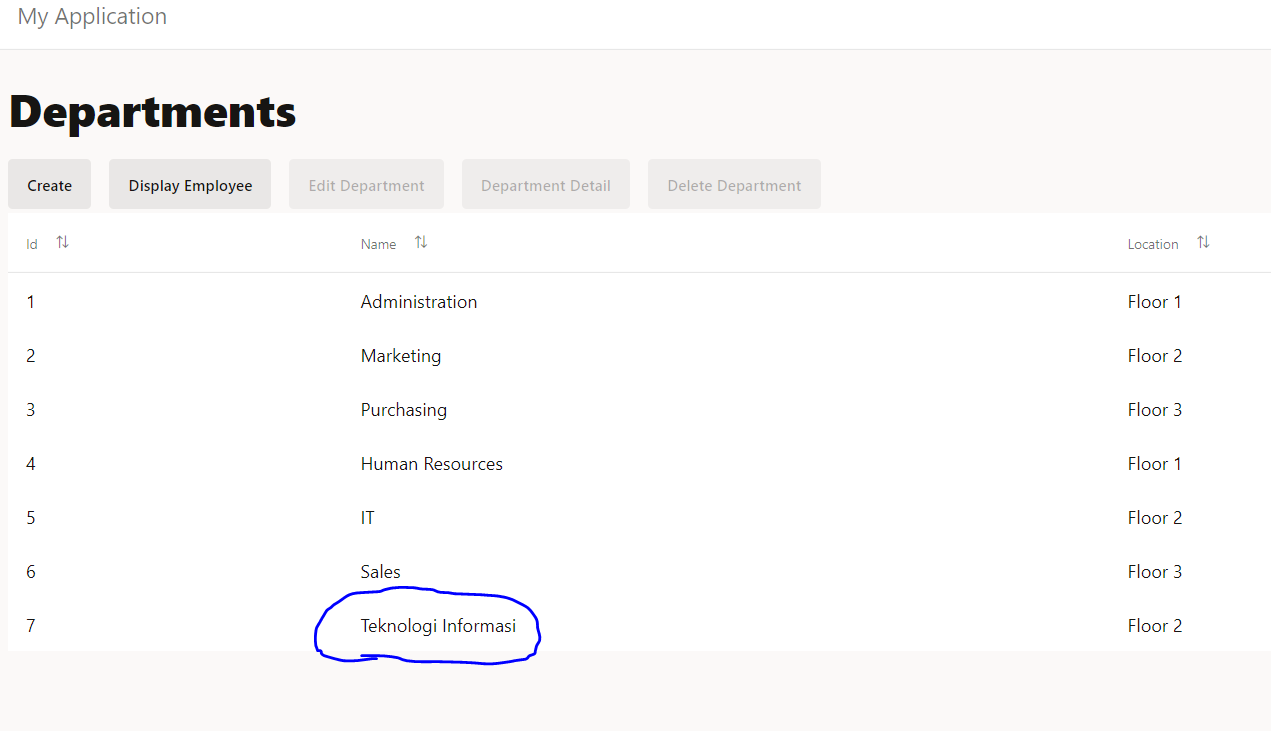 My Application
Departments
Create Display Employee Edit Department Department Detail Delete Department
Id Name Location
1 Administration Floor 1
2 Marketing Floor 2
3 Purchasing Floor 3
4 Human Resources Floor 1
5 IT Floor 2
6 Sales Floor 3
7 Teknologi Informasi Floor 2